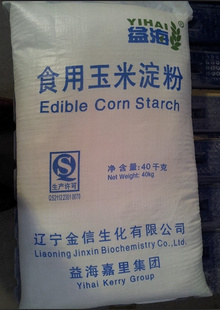 YIHAI
益海
食用玉米淀粉
Edible Corn Starch
生产许可
净含量:40千克
Net Weight: 40kg
辽宁金信生化有限公司
Liaoning Jinxin Biochemistry Co.,Ltd.
益海嘉里集团
Yihai Kerry Group